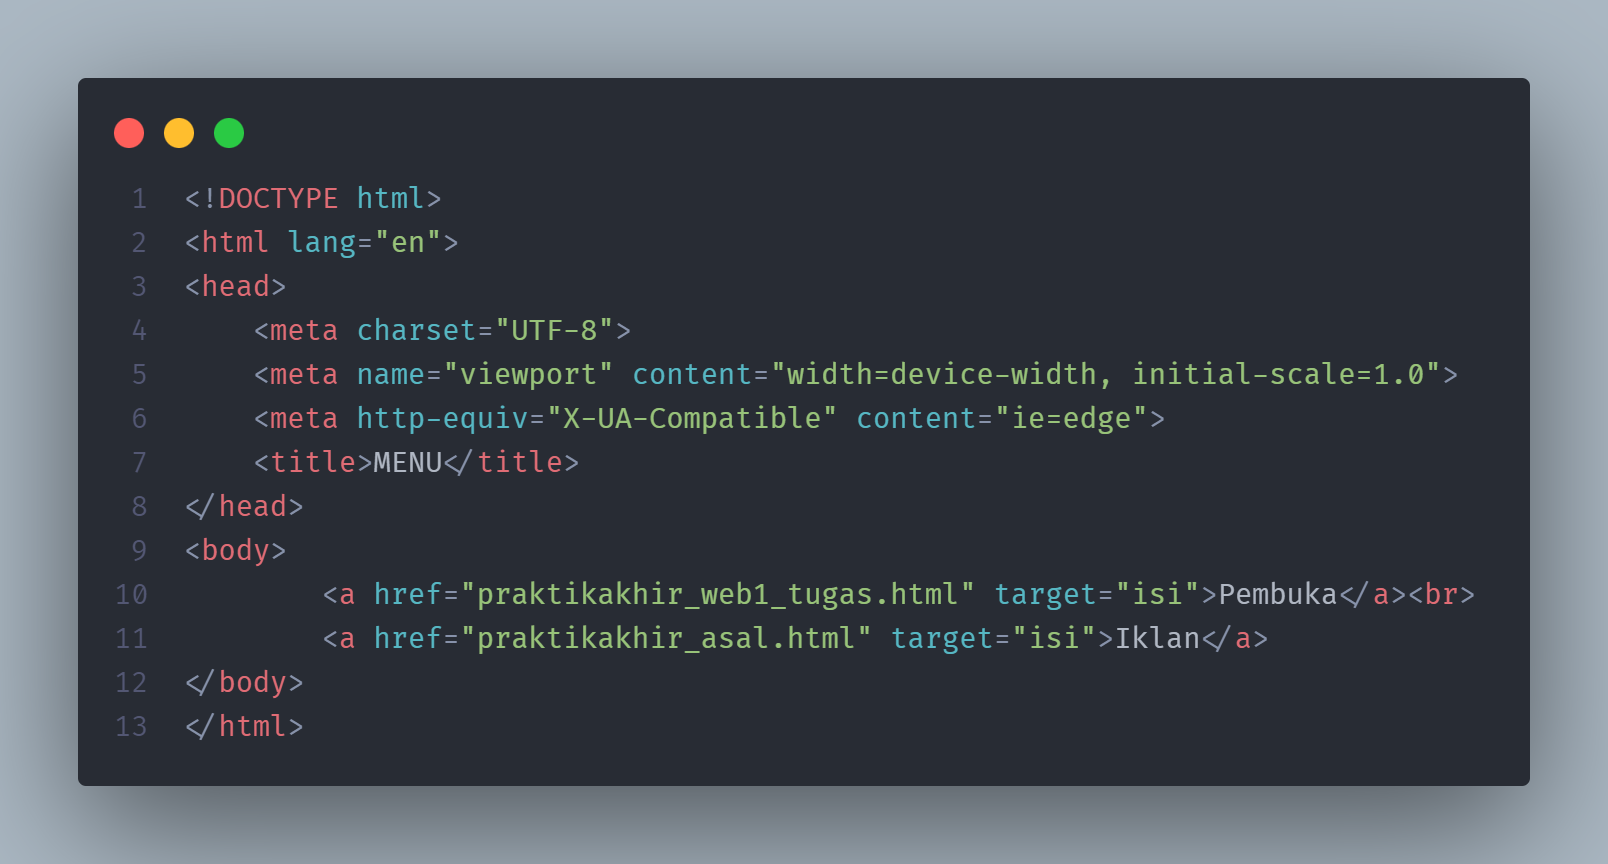 1 <!DOCTYPE html>
2 <html lang="en">
3 <head>
4     <meta charset="UTF-8">
5     <meta name="viewport" content="width=device-width, initial-scale=1.0">
6     <meta http-equiv="X-UA-Compatible" content="ie=edge">
7     <title>MENU</title>
8 </head>
9 <body>
10         <a href="praktikakhir_web1_tugas.html" target="isi">Pembuka</a><br>
11         <a href="praktikakhir_asal.html" target="isi">Iklan</a>
12 </body>
13 </html>